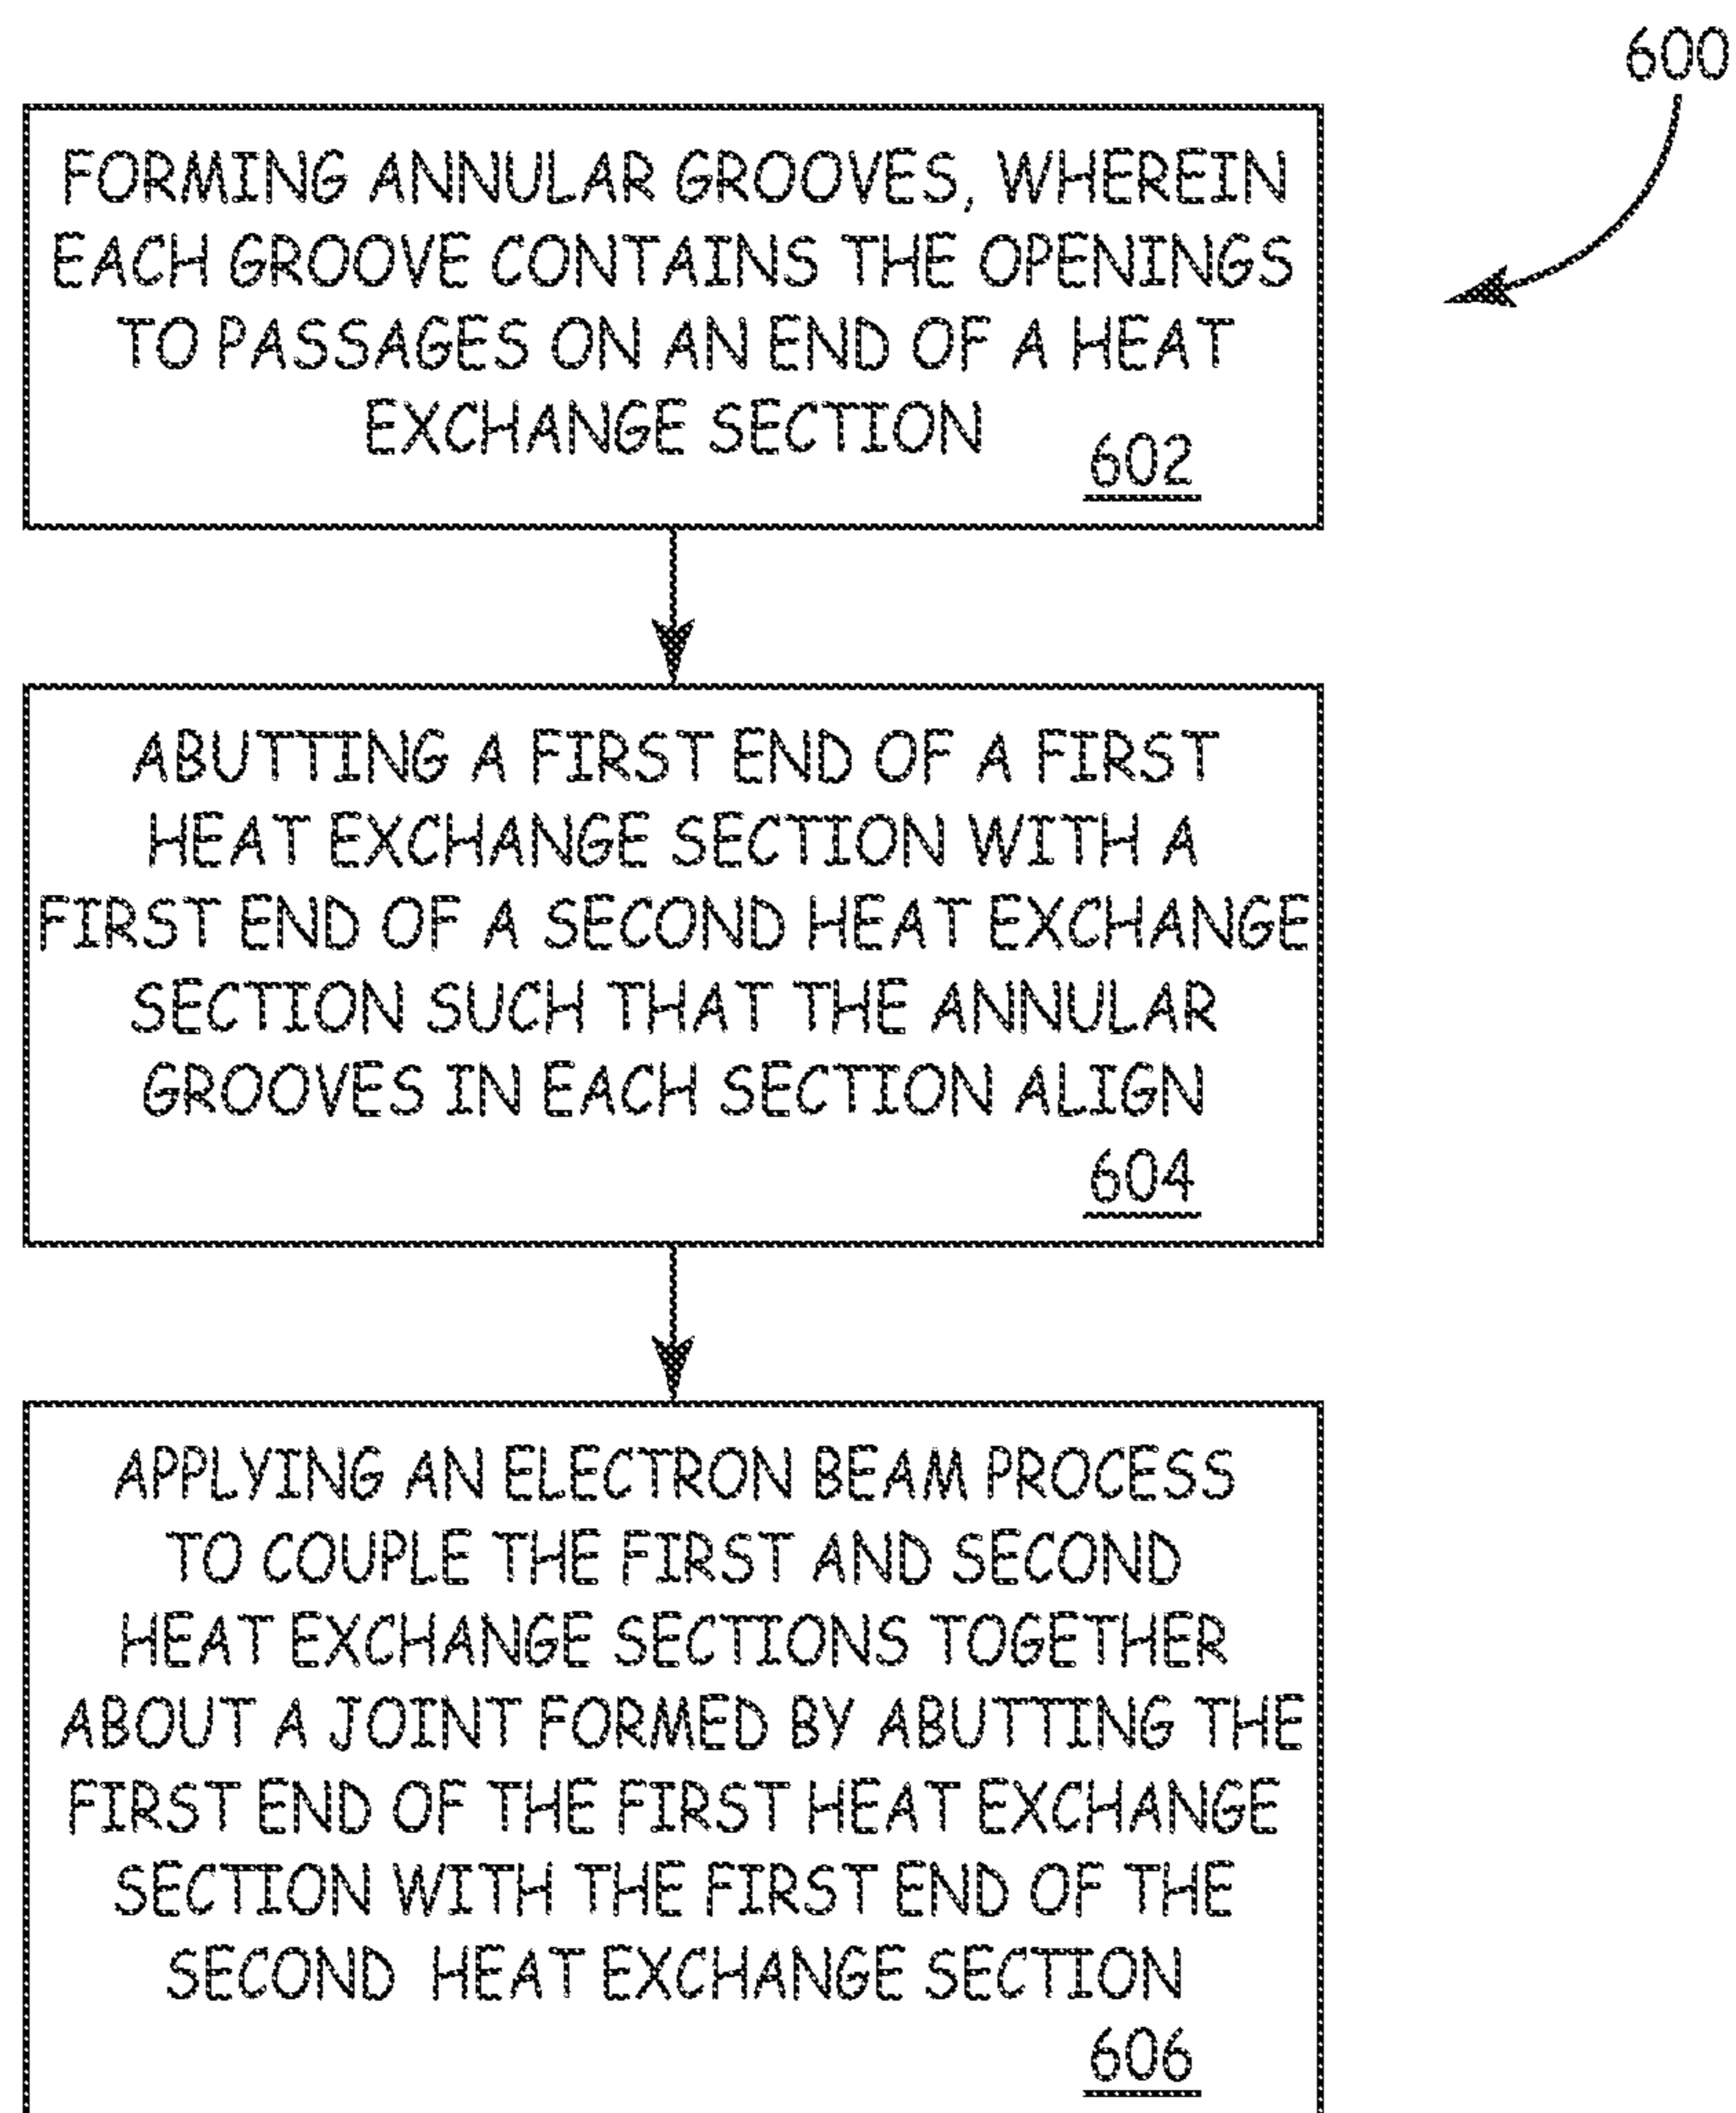 600
FORMING ANNULAR GROOVES, WHEREIN
EACH GROOVE CONTAINS THE OPENINGS
TO PASSAGES ON AN END OF A HEAT
EXCHANGE SECTION
602
ABUTTING A FIRST END OF A FIRST
HEAT EXCHANGE SECTION WITH A
FIRST END OF A SECOND HEAT EXCHANGE
SECTION SUCH THAT THE ANNULAR
GROOVES IN EACH SECTION ALIGN
604
APPLYING AN ELECTRON BEAM PROCESS
TO COUPLE THE FIRST AND SECOND
HEAT EXCHANGE SECTIONS TOGETHER
ABOUT A JOINT FORMED BY ABUTTING THE
FIRST END OF THE FIRST HEAT EXCHANGE
SECTION WITH THE FIRST END OF THE
SECOND HEAT EXCHANGE SECTION
606